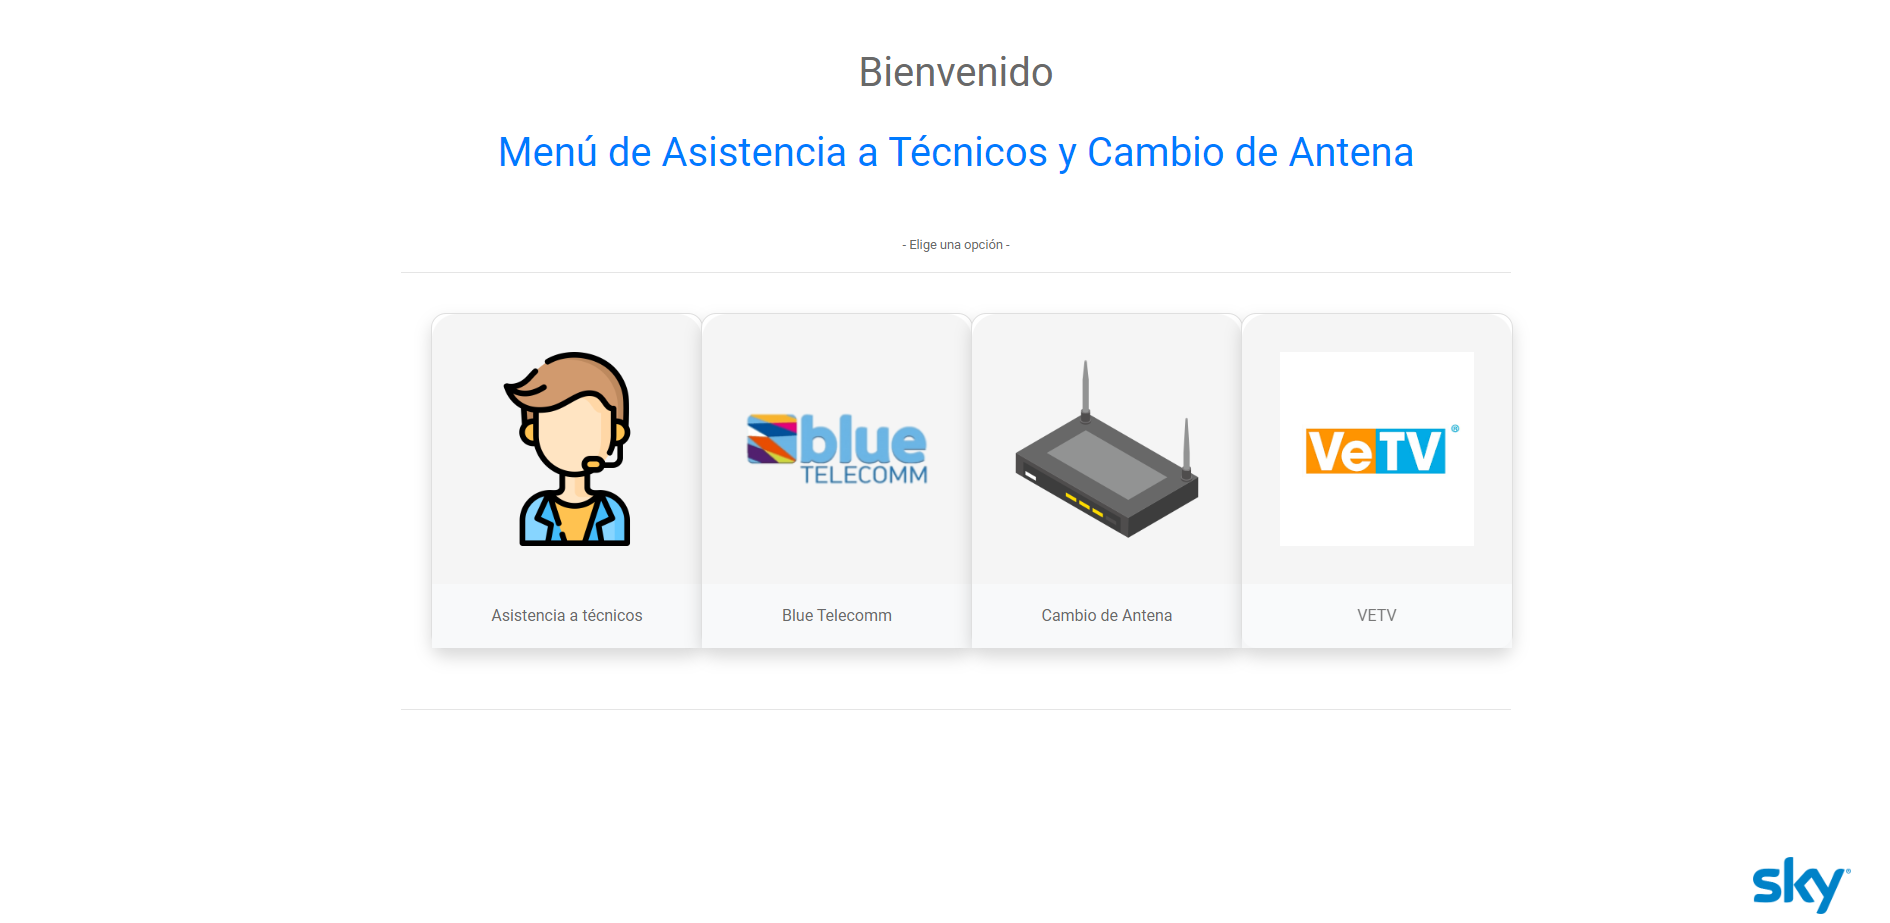 Bienvenido
Menú de Asistencia a Técnicos y Cambio de Antena
- Elige una opción -
blue
TELECOMM
VeTV®
Asistencia a técnicos
Blue Telecomm
Cambio de Antena
VETV
sky®